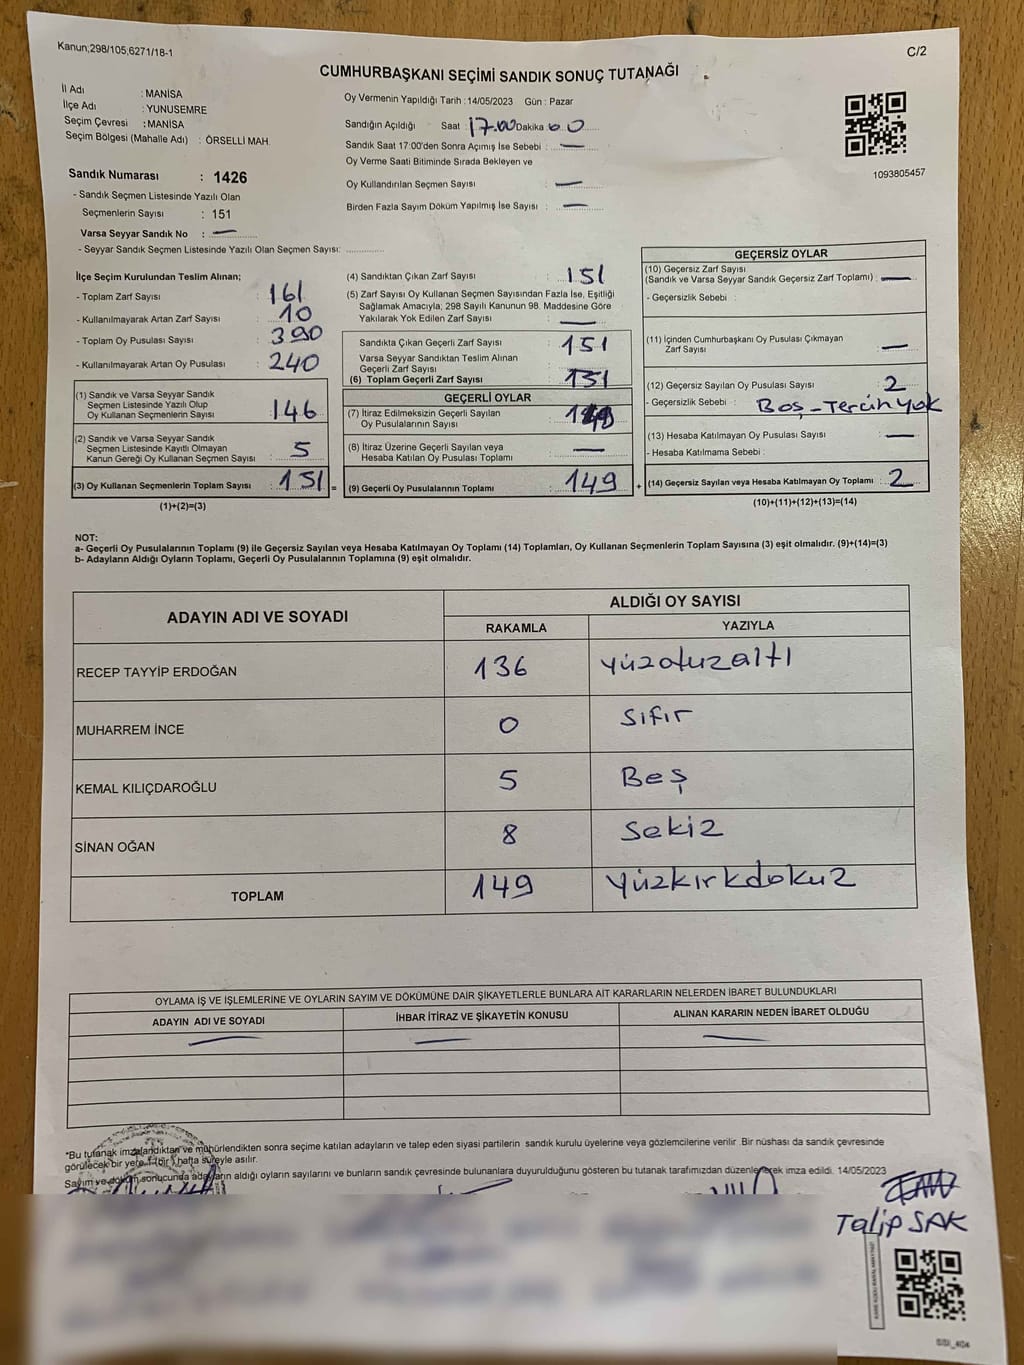 Kanun;298/105,6271/18-1
C/2
CUMHURBAŞKANI SEÇİMİ SANDIK SONUÇ TUTANAĞI
İl Adı : MANİSA
İlçe Adı : YUNUSEMRE
Seçim Çevresi : MANİSA
Seçim Bölgesi (Mahalle Adı) : ÖRSELLİ MAH.
Sandık Numarası : 1426
- Sandık Seçmen Listesinde Yazılı Olan
Seçmenlerin Sayısı : 151
Varsa Seyyar Sandık No : —
- Seyyar Sandık Seçmen Listesinde Yazılı Olan Seçmen Sayısı: ............
Oy Vermenin Yapıldığı Tarih :14/05/2023 Gün : Pazar
Sandığın Açıldığı Saat : 17.00 Dakika
Sandık Saat 17:00'den Sonra Açımış İse Sebebi : —
Oy Verme Saati Bitiminde Sırada Bekleyen ve
Oy Kullandırılan Seçmen Sayısı : —
Birden Fazla Sayım Döküm Yapılmış İse Sayısı : —
1093805457
İlçe Seçim Kurulundan Teslim Alınan;
- Toplam Zarf Sayısı : 161
- Kullanılmayarak Artan Zarf Sayısı : 10
- Toplam Oy Pusulası Sayısı : 390
- Kullanılmayarak Artan Oy Pusulası : 240
(1) Sandık ve Varsa Seyyar Sandık
Seçmen Listesinde Yazılı Olup
Oy Kullanan Seçmenlerin Sayısı : 146
(2) Sandık ve Varsa Seyyar Sandık
Seçmen Listesinde Kayıtlı Olmayan
Kanun Gereği Oy Kullanan Seçmen Sayısı : 5
(3) Oy Kullanan Seçmenlerin Toplam Sayısı : 151 =
(1)+(2)=(3)
(4) Sandıktan Çıkan Zarf Sayısı : 151
(5) Zarf Sayısı Oy Kullanan Seçmen Sayısından Fazla İse, Eşitliği
Sağlamak Amacıyla; 298 Sayılı Kanunun 98. Maddesine Göre
Yakılarak Yok Edilen Zarf Sayısı : —
Sandıkta Çıkan Geçerli Zarf Sayısı : 151
Varsa Seyyar Sandıktan Teslim Alınan
Geçerli Zarf Sayısı :
(6) Toplam Geçerli Zarf Sayısı : 151
GEÇERLİ OYLAR
(7) İtiraz Edilmeksizin Geçerli Sayılan
Oy Pusulalarının Sayısı :
(8) İtiraz Üzerine Geçerli Sayılan veya
Hesaba Katılan Oy Pusulası Toplamı : —
(9) Geçerli Oy Pusulalarının Toplamı : 149 +
GEÇERSİZ OYLAR
(10) Geçersiz Zarf Sayısı
(Sandık ve Varsa Seyyar Sandık Geçersiz Zarf Toplamı) : —
- Geçersizlik Sebebi :
(11) İçinden Cumhurbaşkanı Oy Pusulası Çıkmayan
Zarf Sayısı : —
(12) Geçersiz Sayılan Oy Pusulası Sayısı : 2
- Geçersizlik Sebebi : Boş-Tercihyok
(13) Hesaba Katılmayan Oy Pusulası Sayısı : —
- Hesaba Katılmama Sebebi :
(14) Geçersiz Sayılan veya Hesaba Katılmayan Oy Toplamı : 2
(10)+(11)+(12)+(13)=(14)
NOT:
a- Geçerli Oy Pusulalarının Toplamı (9) ile Geçersiz Sayılan veya Hesaba Katılmayan Oy Toplamı (14) Toplamları, Oy Kullanan Seçmenlerin Toplam Sayısına (3) eşit olmalıdır. (9)+(14)=(3)
b- Adayların Aldığı Oyların Toplamı, Geçerli Oy Pusulalarının Toplamına (9) eşit olmalıdır.
ADAYIN ADI VE SOYADI
ALDIĞI OY SAYISI
RAKAMLA YAZIYLA
RECEP TAYYİP ERDOĞAN 136 yüzotuzaltı
MUHARREM İNCE 0 Sıfır
KEMAL KILIÇDAROĞLU 5 Beş
SİNAN OĞAN 8 Sekiz
TOPLAM 149 Yüzkırkdokuz
OYLAMA İŞ VE İŞLEMLERİNE VE OYLARIN SAYIM VE DÖKÜMÜNE DAİR ŞİKAYETLERLE BUNLARA AİT KARARLARIN NELERDEN İBARET BULUNDUKLARI
ADAYIN ADI VE SOYADI İHBAR İTİRAZ VE ŞİKAYETİN KONUSU ALINAN KARARIN NEDEN İBARET OLDUĞU
— — —
*Bu tutanak imzalandıktan ve mühürlendikten sonra seçime katılan adayların ve talep eden siyasi partilerin sandık kurulu üyelerine veya gözlemcilerine verilir .Bir nüshası da sandık çevresinde
görülecek bir yere 1 (bir ) hafta süreyle asılır.
Sayım ve döküm sonucunda adayların aldığı oyların sayılarını ve bunların sandık çevresinde bulunanlara duyurulduğunu gösteren bu tutanak tarafımızdan düzenlenerek imza edildi. 14/05/2023
Talip SAK